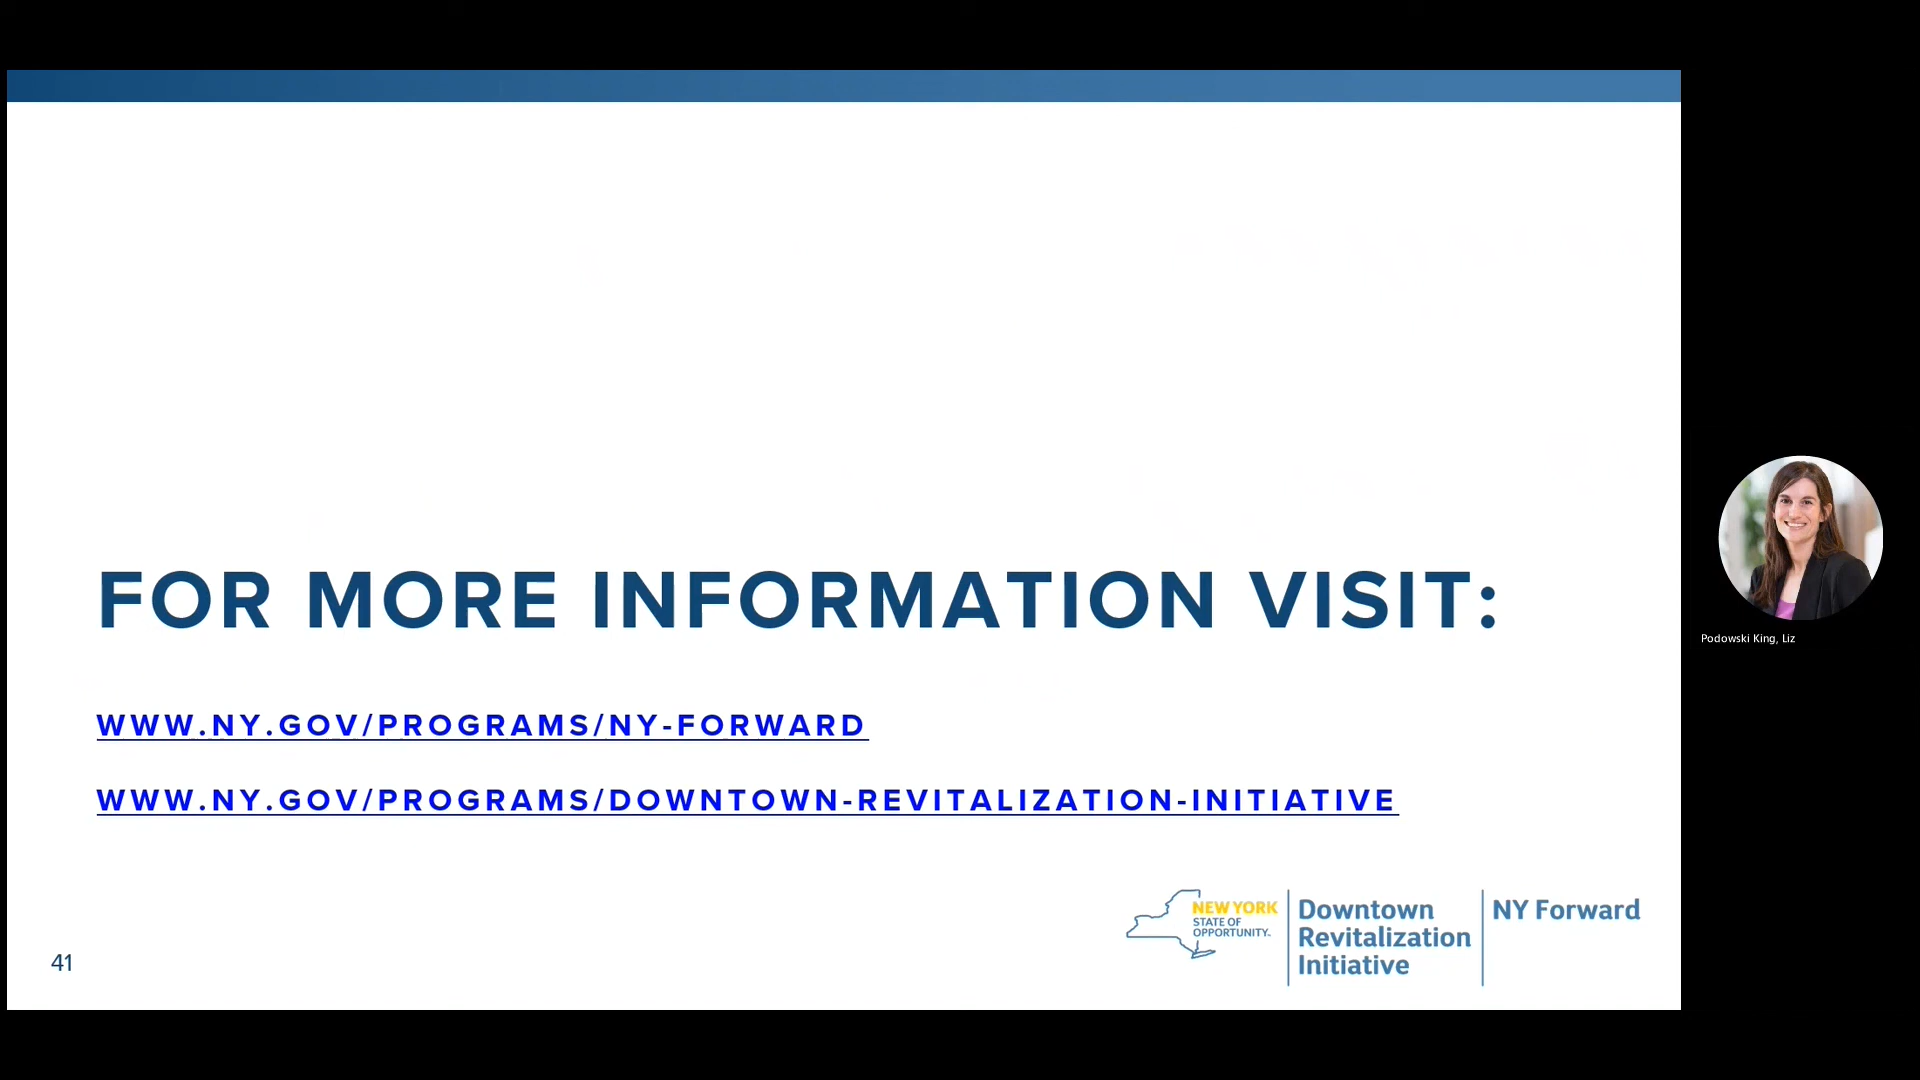 FOR MORE INFORMATION VISIT:
WWW.NY.GOV/PROGRAMS/NY-FORWARD
WWW.NY.GOV/PROGRAMS/DOWNTOWN-REVITALIZATION-INITIATIVE
41
NEW YORK
STATE OF
OPPORTUNITY™
Downtown
Revitalization
Initiative
NY Forward
Podowski King, Liz